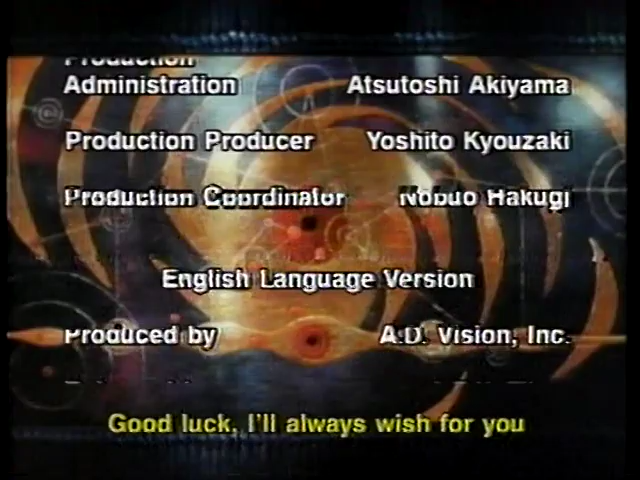 Production
Administration Atsutoshi Akiyama
Production Producer Yoshito Kyouzaki
Production Coordinator Nobuo Hakugi
English Language Version
Produced by A.D. Vision, Inc.
Good luck, I'll always wish for you